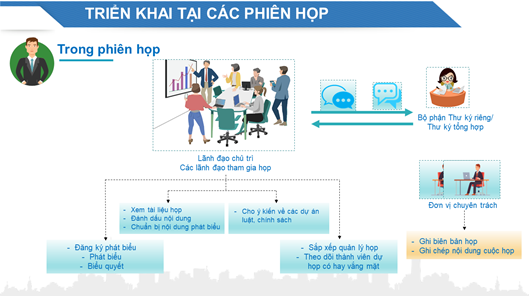 TRIỂN KHAI TẠI CÁC PHIÊN HỌP
Trong phiên họp
Bộ phận Thư ký riêng/
Thư ký tổng hợp
Lãnh đạo chủ trì
Các lãnh đạo tham gia họp
Đơn vị chuyên trách
- Xem tài liệu họp
- Đánh dấu nội dung
- Chuẩn bị nội dung phát biểu
- Cho ý kiến về các dự án
luật, chính sách
- Đăng ký phát biểu
- Phát biểu
- Biểu quyết
- Sắp xếp quản lý họp
- Theo dõi thành viên dự
họp có hay vắng mặt
- Ghi biên bản họp
- Ghi chép nội dung cuộc họp